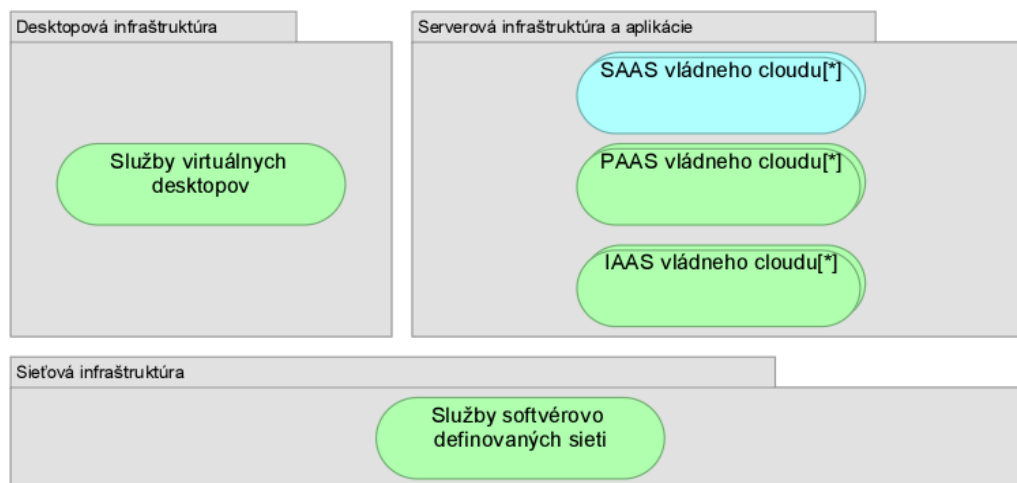 Desktopová infraštruktúra
Služby virtuálnych
desktopov
Serverová infraštruktúra a aplikácie
SAAS vládneho cloudu[*]
PAAS vládneho cloudu[*]
IAAS vládneho cloudu[*]
Sieťová infraštruktúra
Služby softvérovo
definovaných sieti